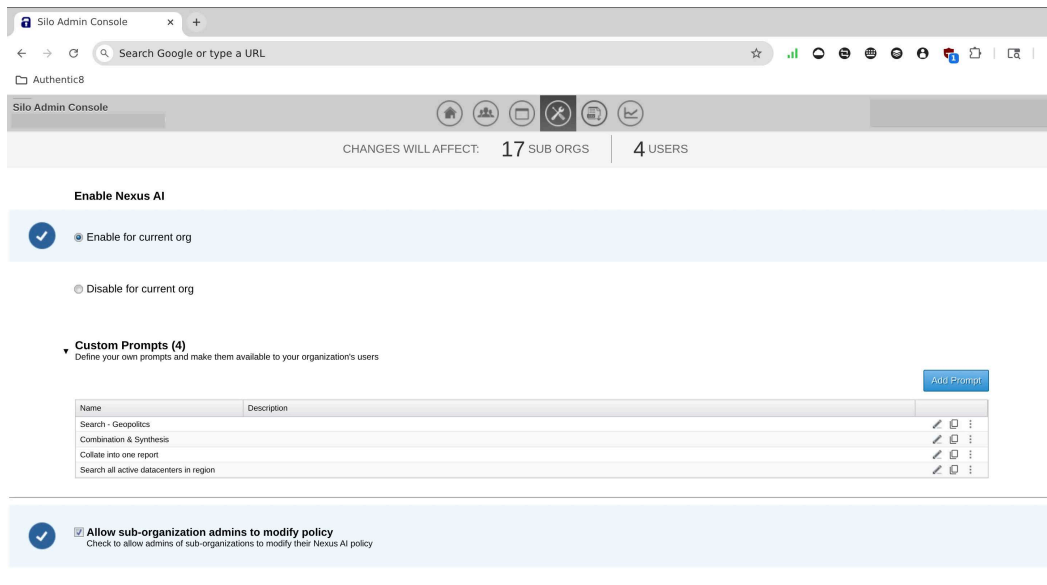 Silo Admin Console
Search Google or type a URL
1
Authentic8
Silo Admin Console
CHANGES WILL AFFECT: 17 SUB ORGS 4 USERS
Enable Nexus AI
Enable for current org
Disable for current org
Custom Prompts (4)
Define your own prompts and make them available to your organization's users
Add Prompt
Name Description
Search - Geopolitcs
Combination & Synthesis
Collate into one report
Search all active datacenters in region
Allow sub-organization admins to modify policy
Check to allow admins of sub-organizations to modify their Nexus AI policy